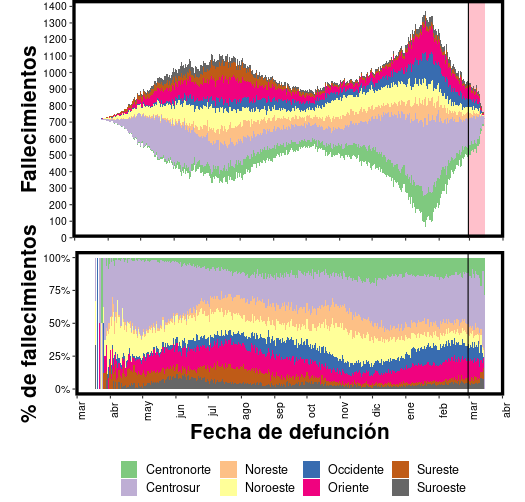 Fallecimientos
1400
1300
1200
1100
1000
900
800
700
600
500
400
300
200
100
0
% de fallecimientos
100%
75%
50%
25%
0%
mar
abr
may
jun
jul
ago
sep
oct
nov
dic
ene
feb
mar
abr
Fecha de defunción
Centronorte Noreste Occidente Sureste
Centrosur Noroeste Oriente Suroeste